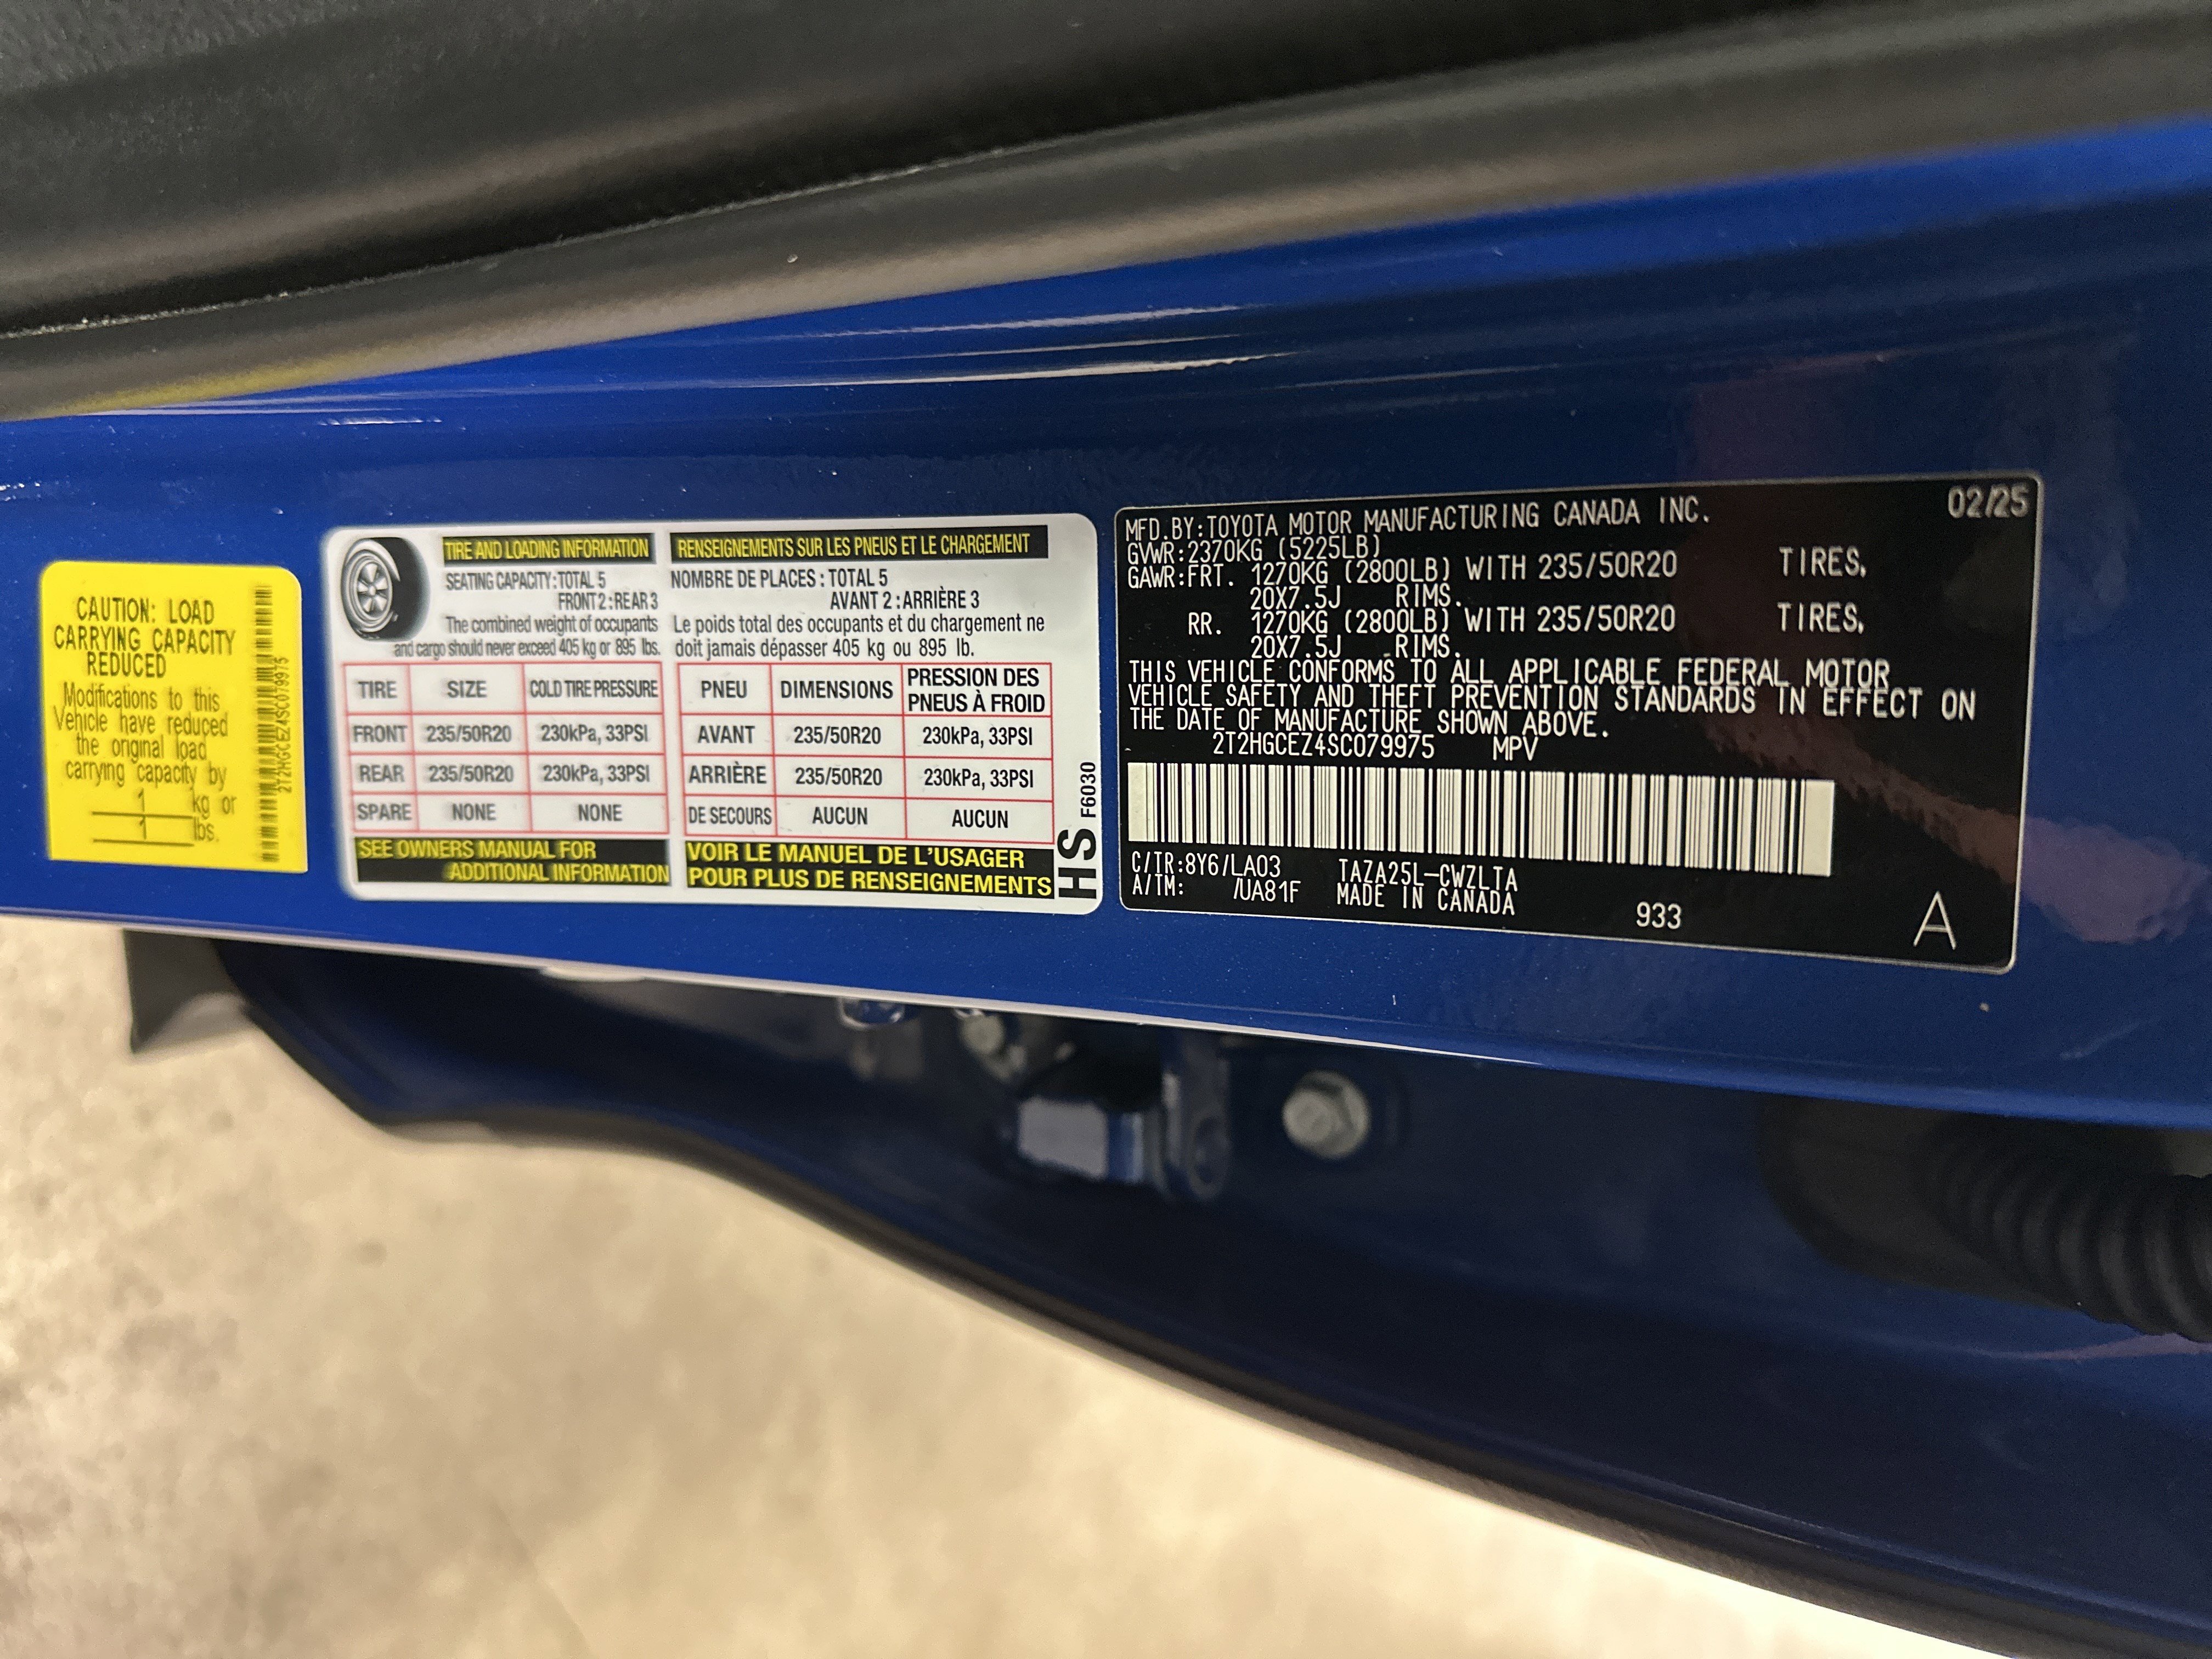 CAUTION: LOAD
CARRYING CAPACITY
REDUCED
Modifications to this
Vehicle have reduced
the original load
carrying capacity by
1 kg or
1 lbs.
2T2HGCEZ4SC079975
TIRE AND LOADING INFORMATION
SEATING CAPACITY:TOTAL 5
FRONT 2:REAR 3
The combined weight of occupants
and cargo should never exceed 405 kg or 895 lbs.
TIRE SIZE COLD TIRE PRESSURE
FRONT 235/50R20 230kPa, 33PSI
REAR 235/50R20 230kPa, 33PSI
SPARE NONE NONE
SEE OWNERS MANUAL FOR
ADDITIONAL INFORMATION
RENSEIGNEMENTS SUR LES PNEUS ET LE CHARGEMENT
NOMBRE DE PLACES : TOTAL 5
AVANT 2 : ARRIÈRE 3
Le poids total des occupants et du chargement ne
doit jamais dépasser 405 kg ou 895 lb.
PNEU DIMENSIONS PRESSION DES
PNEUS À FROID
AVANT 235/50R20 230kPa, 33PSI
ARRIÈRE 235/50R20 230kPa, 33PSI
DE SECOURS AUCUN AUCUN
VOIR LE MANUEL DE L'USAGER
POUR PLUS DE RENSEIGNEMENTS
HS F6030
MFD.BY:TOYOTA MOTOR MANUFACTURING CANADA INC. 02/25
GVWR:2370KG (5225LB)
GAWR:FRT. 1270KG (2800LB) WITH 235/50R20 TIRES,
20X7.5J RIMS.
RR. 1270KG (2800LB) WITH 235/50R20 TIRES,
20X7.5J RIMS.
THIS VEHICLE CONFORMS TO ALL APPLICABLE FEDERAL MOTOR
VEHICLE SAFETY AND THEFT PREVENTION STANDARDS IN EFFECT ON
THE DATE OF MANUFACTURE SHOWN ABOVE.
2T2HGCEZ4SC079975 MPV
C/TR:8Y6/LA03 TAZA25L-CWZLTA
A/TM: /UA81F MADE IN CANADA
933
A